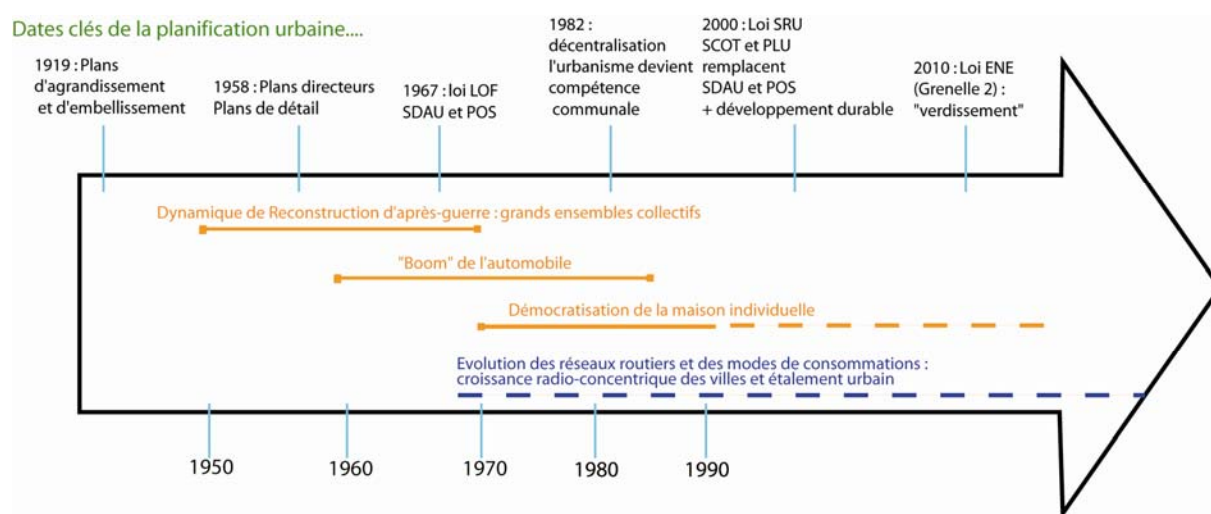 Dates clés de la planification urbaine....
1919 : Plans
d'agrandissement
et d'embellissement
1958 : Plans directeurs
Plans de détail
1967 : loi LOF
SDAU et POS
1982 :
décentralisation
l'urbanisme devient
compétence
communale
2000 : Loi SRU
SCOT et PLU
remplacent
SDAU et POS
+ développement durable
2010 : Loi ENE
(Grenelle 2) :
"verdissement"
Dynamique de Reconstruction d'après-guerre : grands ensembles collectifs
"Boom" de l'automobile
Démocratisation de la maison individuelle
Evolution des réseaux routiers et des modes de consommations :
croissance radio-concentrique des villes et étalement urbain
1950
1960
1970
1980
1990